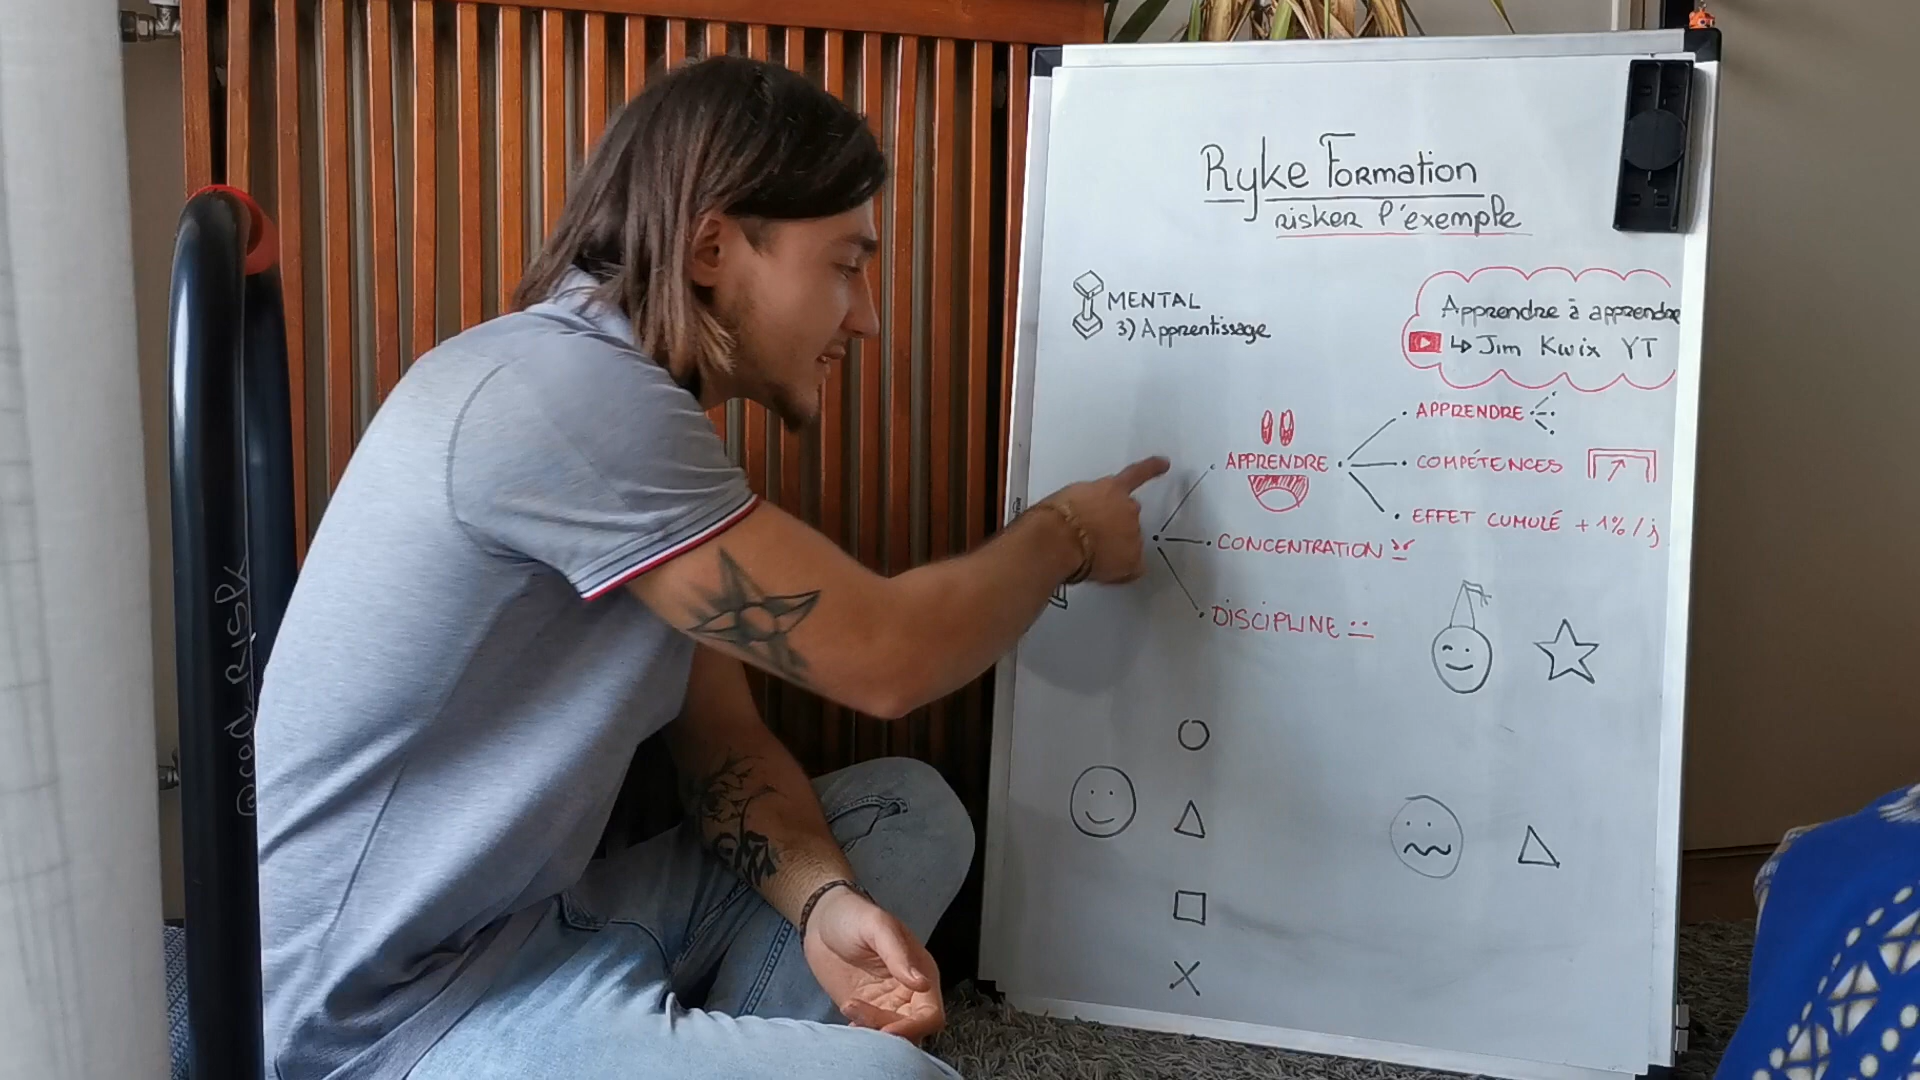 Ryke Formation
risker l'exemple
MENTAL
3) Apprentissage
Apprendre à apprendre
↳ Jim Kwix YT
APPRENDRE
APPRENDRE
COMPÉTENCES
EFFET CUMULÉ + 1% / j
CONCENTRATION
DISCIPLINE
@cod_RISK